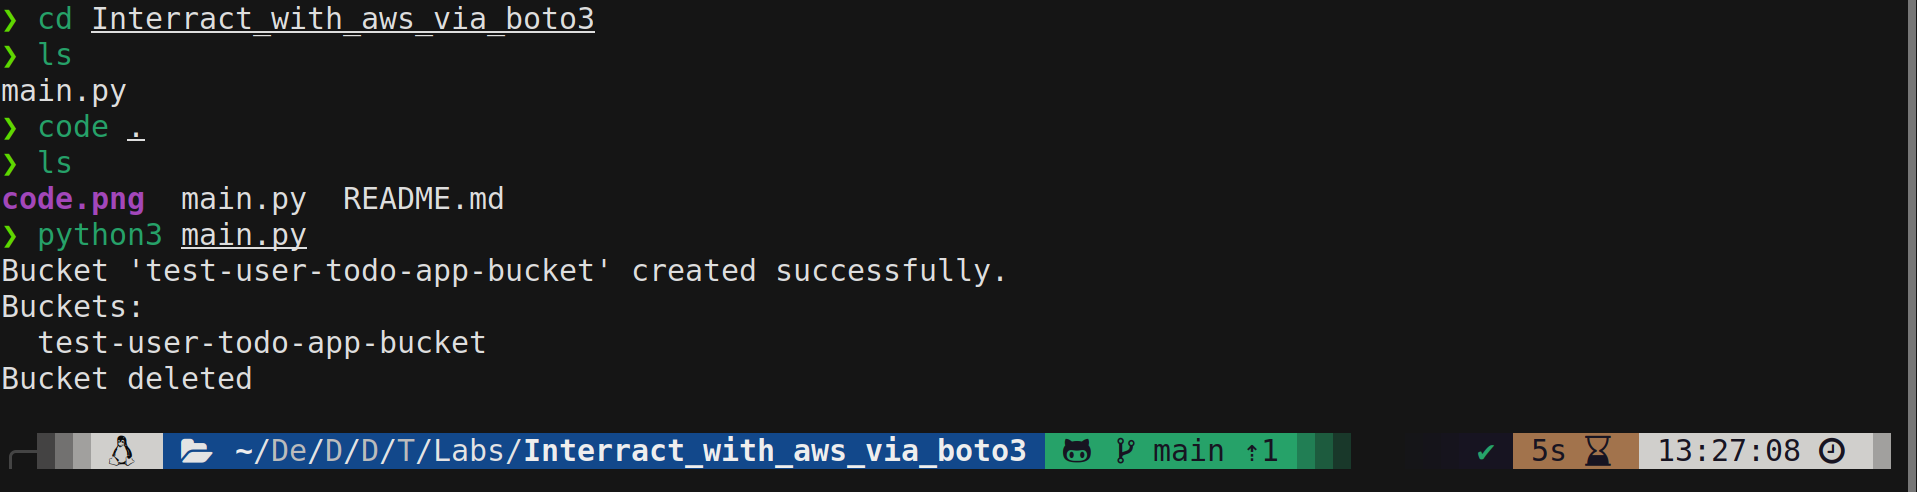 ❯ cd Interract_with_aws_via_boto3
❯ ls
main.py
❯ code .
❯ ls
code.png  main.py  README.md
❯ python3 main.py
Bucket 'test-user-todo-app-bucket' created successfully.
Buckets:
  test-user-todo-app-bucket
Bucket deleted
~/De/D/D/T/Labs/Interract_with_aws_via_boto3 main ⇡1 ✔ 5s 13:27:08